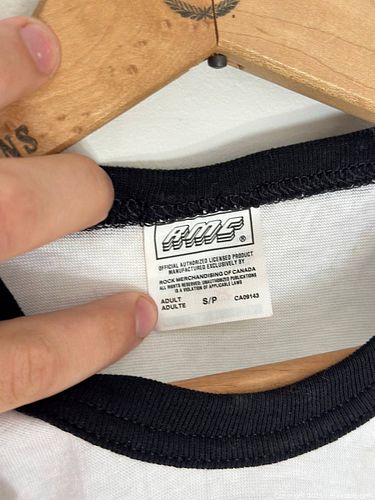 N'S
RMC®
OFFICIAL AUTHORIZED LICENSED PRODUCT
MANUFACTURED EXCLUSIVELY BY
ROCK MERCHANDISING OF CANADA
ALL RIGHTS RESERVED: UNAUTHORIZED PUBLICATIONS
IS A VIOLATION OF APPLICABLE LAWS
ADULT
ADULTE S/P CA09143